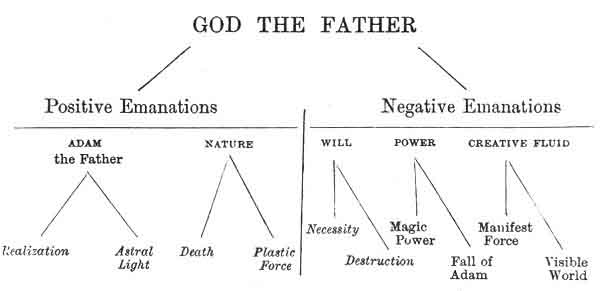 GOD THE FATHER
Positive Emanations
Negative Emanations
ADAM
the Father
NATURE
WILL
POWER
CREATIVE FLUID
Realization
Astral
Light
Death
Plastic
Force
Necessity
Destruction
Magic
Power
Fall of
Adam
Manifest
Force
Visible
World